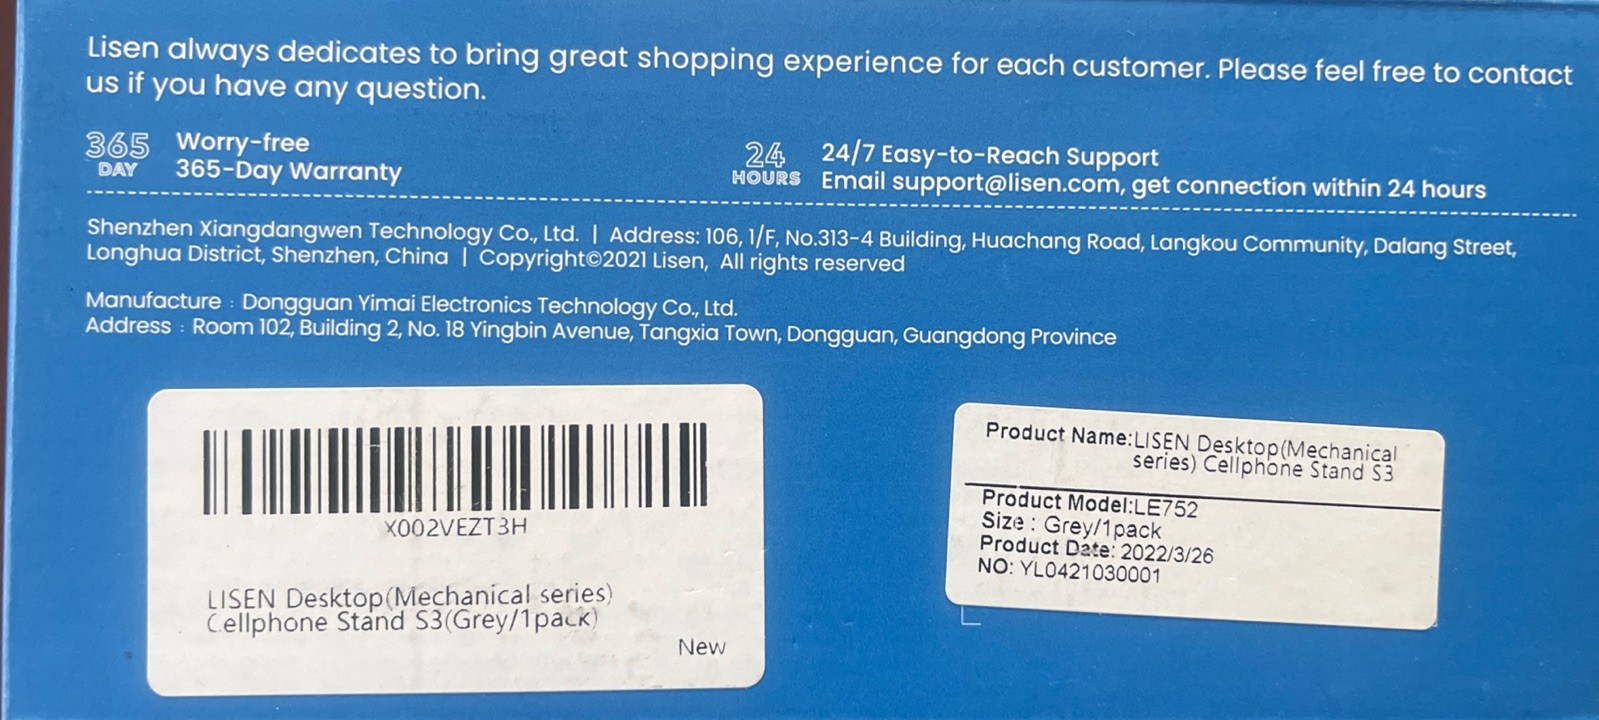 Lisen always dedicates to bring great shopping experience for each customer. Please feel free to contact
us if you have any question.
365
DAY
Worry-free
365-Day Warranty
24
HOURS
24/7 Easy-to-Reach Support
Email support@lisen.com, get connection within 24 hours
Shenzhen Xiangdangwen Technology Co., Ltd. | Address: 106, 1/F, No.313-4 Building, Huachang Road, Langkou Community, Dalang Street,
Longhua District, Shenzhen, China | Copyright©2021 Lisen, All rights reserved
Manufacture : Dongguan Yimai Electronics Technology Co., Ltd.
Address : Room 102, Building 2, No. 18 Yingbin Avenue, Tangxia Town, Dongguan, Guangdong Province
X002VEZT3H
LISEN Desktop(Mechanical series)
Cellphone Stand S3(Grey/1pack)
New
Product Name:LISEN Desktop(Mechanical
series) Cellphone Stand S3
Product Model:LE752
Size : Grey/1pack
Product Date: 2022/3/26
NO: YL0421030001